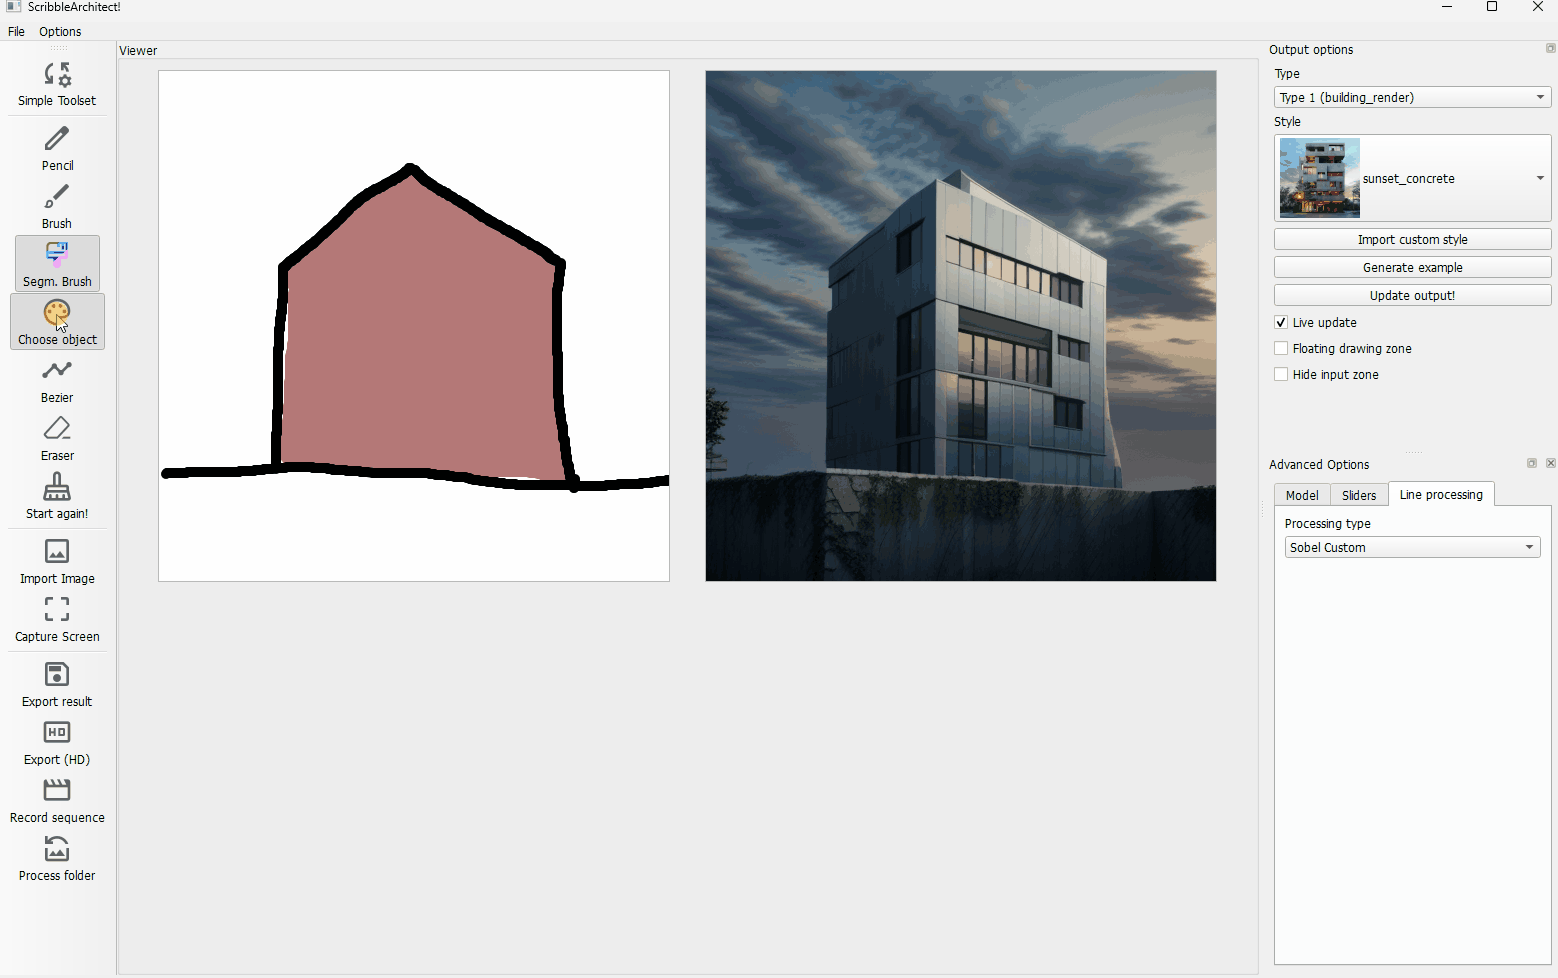 ScribbleArchitect!
File Options
Viewer
Simple Toolset
Pencil
Brush
Segm. Brush
Choose object
Bezier
Eraser
Start again!
Import Image
Capture Screen
Export result
HD
Export (HD)
Record sequence
Process folder
Output options
Type
Type 1 (building_render)
Style
sunset_concrete
Import custom style
Generate example
Update output!
Live update
Floating drawing zone
Hide input zone
Advanced Options
Model Sliders Line processing
Processing type
Sobel Custom